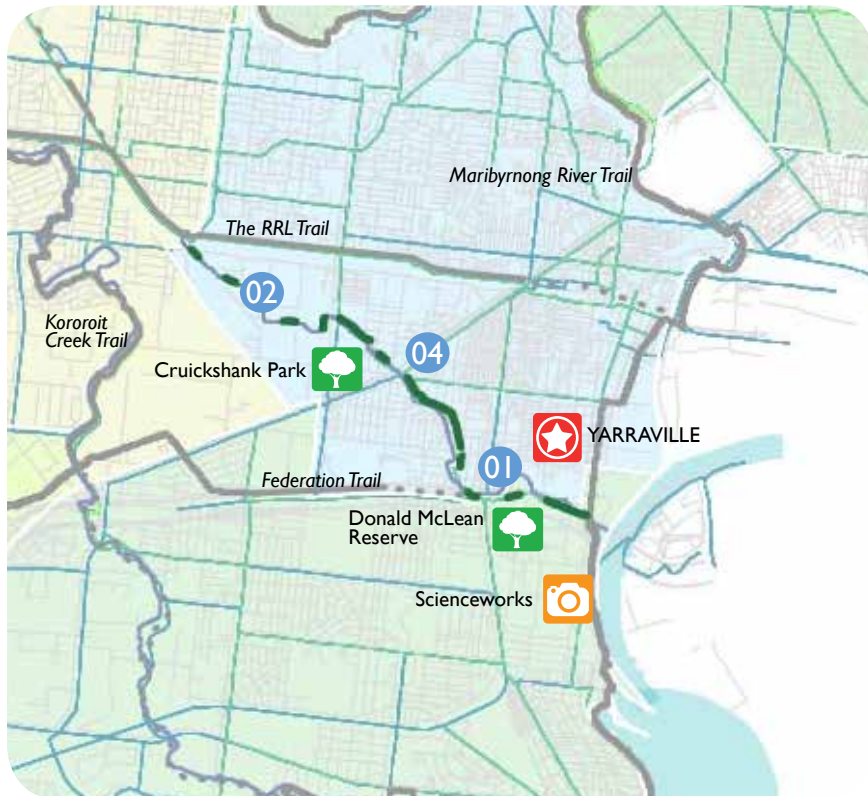 Maribyrnong River Trail
The RRL Trail
02
Kororoit
Creek Trail
04
Cruickshank Park
YARRAVILLE
01
Federation Trail
Donald McLean
Reserve
Scienceworks